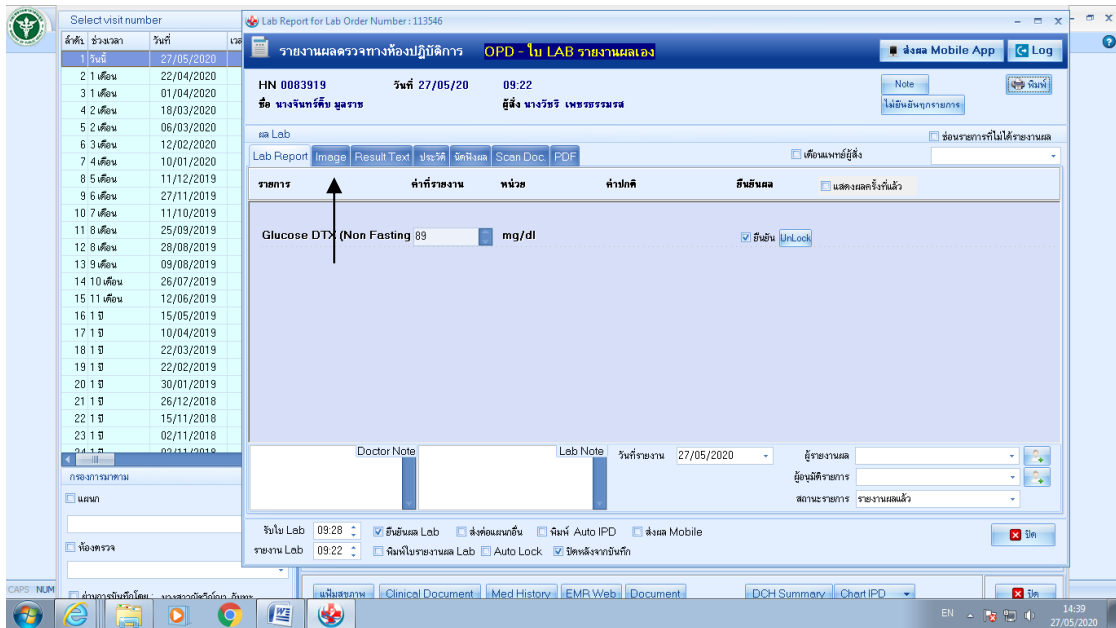 Select visit number
ลำดับ ช่วงเวลา วันที่
1 วันนี้ 27/05/2020
2 1 เดือน 22/04/2020
3 1 เดือน 01/04/2020
4 2 เดือน 18/03/2020
5 2 เดือน 06/03/2020
6 3 เดือน 12/02/2020
7 4 เดือน 10/01/2020
8 5 เดือน 11/12/2019
9 6 เดือน 27/11/2019
10 7 เดือน 11/10/2019
11 8 เดือน 25/09/2019
12 8 เดือน 28/08/2019
13 9 เดือน 09/08/2019
14 10 เดือน 26/07/2019
15 11 เดือน 12/06/2019
16 1 ปี 15/05/2019
17 1 ปี 10/04/2019
18 1 ปี 22/03/2019
19 1 ปี 22/02/2019
20 1 ปี 30/01/2019
21 1 ปี 26/12/2018
22 1 ปี 15/11/2018
23 1 ปี 02/11/2018
24 1 ปี 02/11/2018
กรองการมาตาม
แผนก
ห้องตรวจ
Lab Report for Lab Order Number : 113546
รายงานผลตรวจทางห้องปฏิบัติการ OPD - ใบ LAB รายงานผลเอง ส่งผล Mobile App Log
HN 0083919 วันที่ 27/05/20 09:22 Note พิมพ์
ชื่อ นางจันทร์ติ๊บ มูลราช ผู้สั่ง นางวัชรี เพชรธรรมรส ไม่ยืนยันทุกรายการ
ผล Lab ซ่อนรายการที่ไม่ได้รายงานผล
Lab Report Image Result Text ประวัติ นัดฟังผล Scan Doc. PDF เตือนแพทย์ผู้สั่ง
รายการ ค่าที่รายงาน หน่วย ค่าปกติ ยืนยันผล แสดงผลครั้งที่แล้ว
Glucose DTX (Non Fasting 89 mg/dl ยืนยัน UnLock
Doctor Note Lab Note วันที่รายงาน 27/05/2020 ผู้รายงานผล
ผู้อนุมัติรายการ
สถานะรายการ รายงานผลแล้ว
รับใบ Lab 09:28 ยืนยันผล Lab ส่งต่อแผนกอื่น พิมพ์ Auto IPD ส่งผล Mobile ปิด
รายงาน Lab 09:22 พิมพ์ใบรายงานผล Lab Auto Lock ปิดหลังจากบันทึก
แฟ้มสุขภาพ Clinical Document Med History EMR Web Document DCH Summary Chart IPD ปิด
CAPS NUM
EN 14:39
27/05/2020